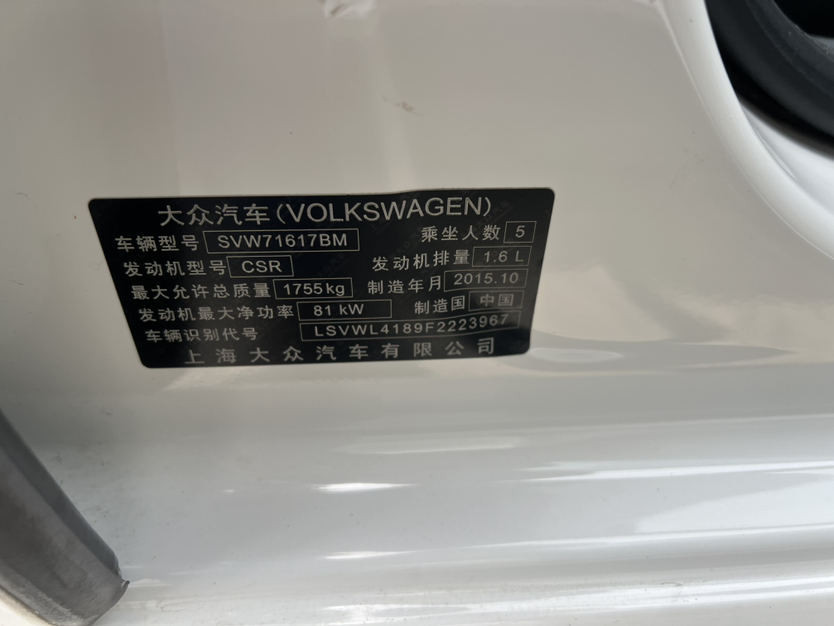 大众汽车(VOLKSWAGEN)
车辆型号 SVW71617BM 乘坐人数 5
发动机型号 CSR 发动机排量 1.6 L
最大允许总质量 1755kg 制造年月 2015.10
发动机最大净功率 81 kW 制造国 中国
车辆识别代号 LSVWL4189F2223967
上海大众汽车有限公司